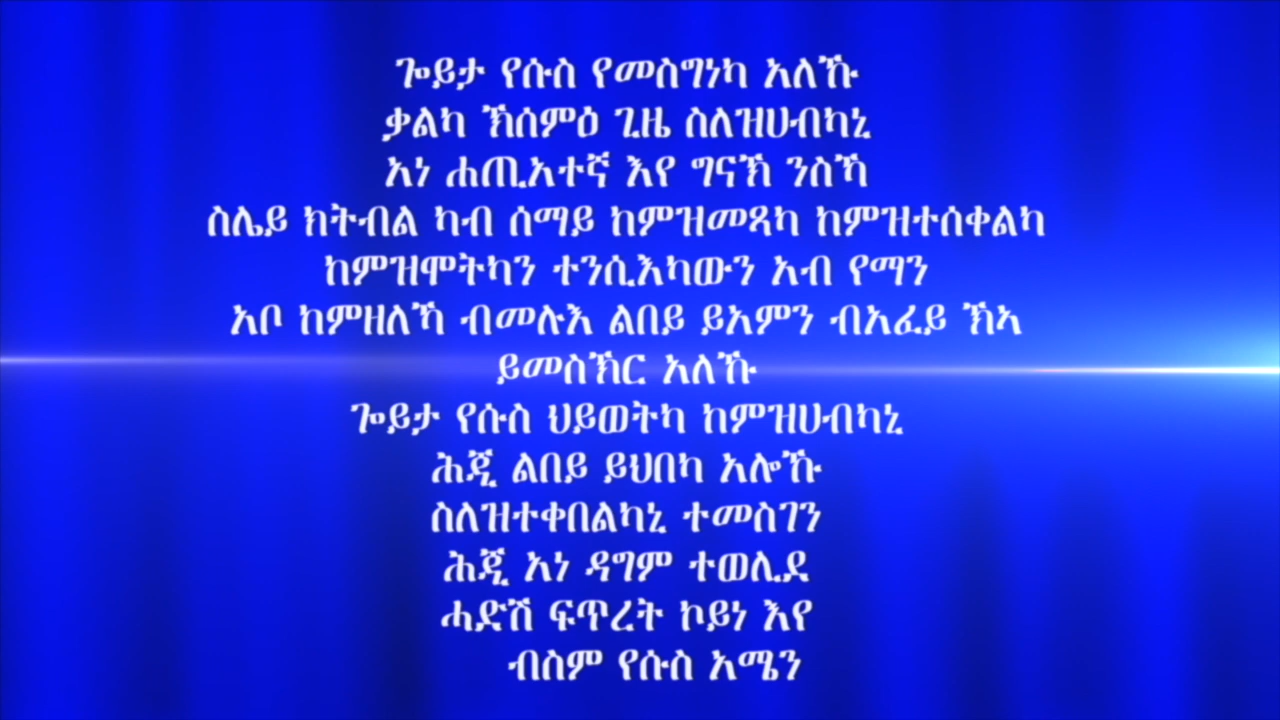 ጐይታ የሱስ የመስግነካ አለኹ
ቃልካ ኽሰምዕ ጊዜ ስለዝሀብካኒ
አነ ሐጢአተኛ እየ ግናኽ ንስኻ
ስሌይ ክትብል ካብ ሰማይ ከምዝመጻካ ከምዝተሰቀልካ
ከምዝሞትካን ተንሲእካውን አብ የማን
አቦ ከምዘለኻ ብመሉእ ልበይ ይአምን ብአፈይ ኽኣ
ይመስኽር አለኹ
ጐይታ የሱስ ህይወትካ ከምዝሀብካኒ
ሕጂ ልበይ ይህበካ አሎኹ
ስለዝተቀበልካኒ ተመስገን
ሕጂ አነ ዳግም ተወሊደ
ሓድሽ ፍጥረት ኮይነ እየ
ብስም የሱስ አሜን